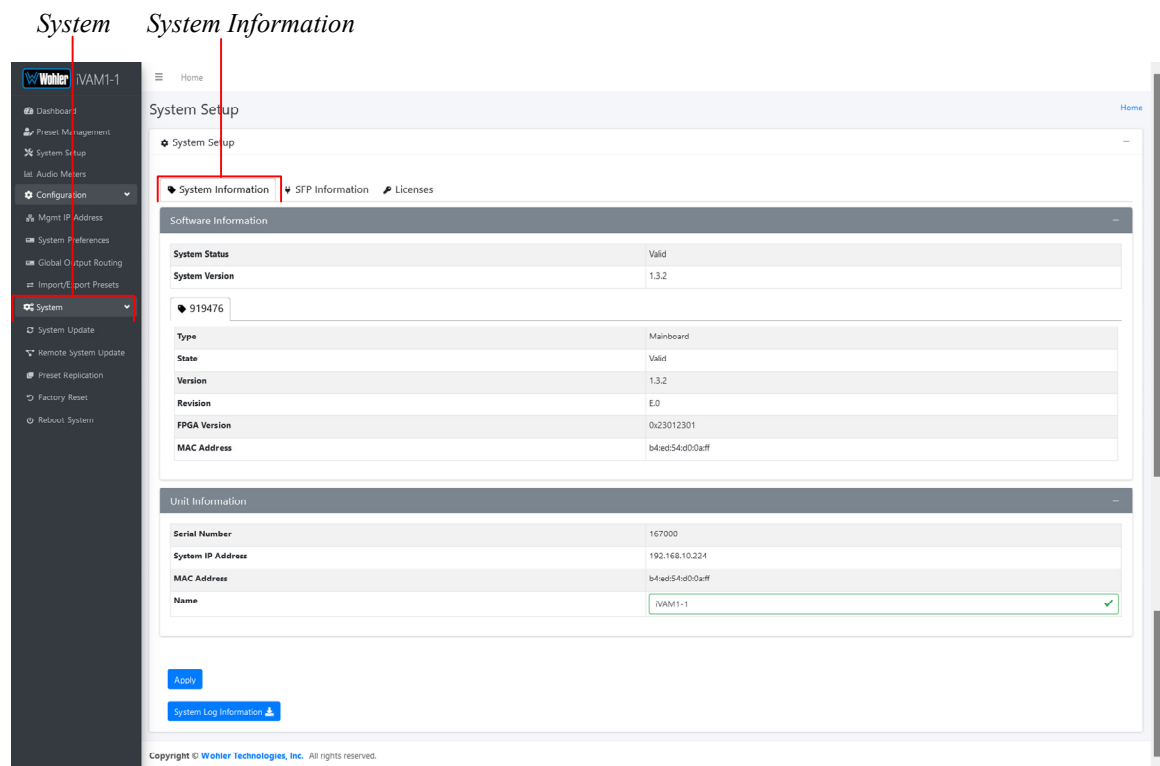 System System Information
Wohler iVAM1-1
Dashboard
Preset Management
System Setup
Audio Meters
Configuration
Mgmt IP Address
System Preferences
Global Output Routing
Import/Export Presets
System
System Update
Remote System Update
Preset Replication
Factory Reset
Reboot System
Home
System Setup Home
System Setup
System Information SFP Information Licenses
Software Information
System Status Valid
System Version 1.3.2
919476
Type Mainboard
State Valid
Version 1.3.2
Revision E.0
FPGA Version 0x23012301
MAC Address b4:ed:54:d0:0a:ff
Unit Information
Serial Number 167000
System IP Address 192.168.10.224
MAC Address b4:ed:54:d0:0a:ff
Name iVAM1-1
Apply
System Log Information
Copyright © Wohler Technologies, Inc. All rights reserved.